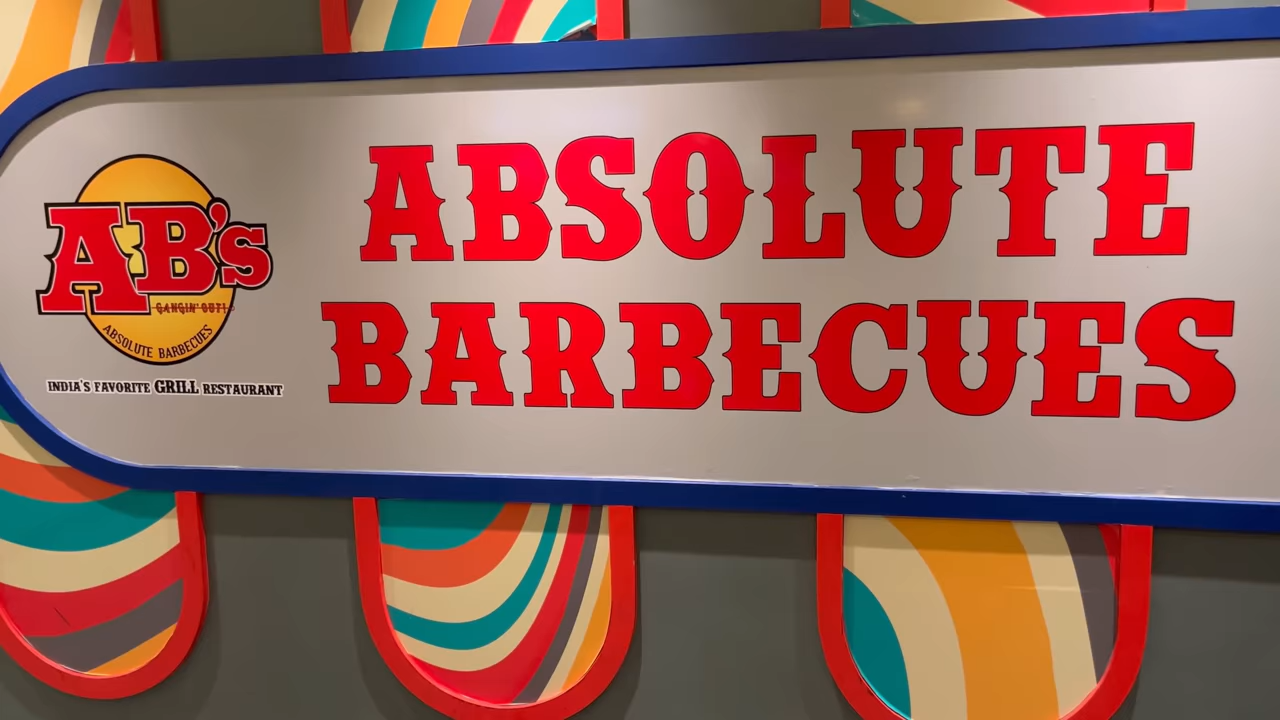 AB's
GANGIN' OUT!
ABSOLUTE BARBECUES
INDIA'S FAVORITE GRILL RESTAURANT
ABSOLUTE
BARBECUES